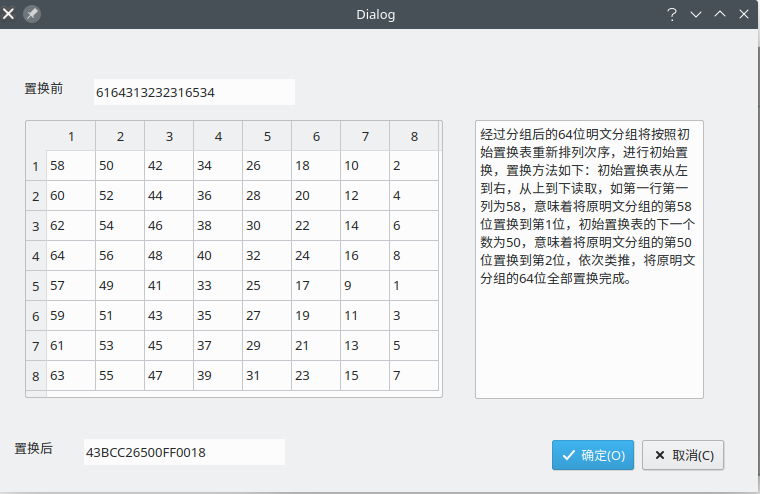 Dialog
置换前
6164313232316534
1 2 3 4 5 6 7 8
1 58 50 42 34 26 18 10 2
2 60 52 44 36 28 20 12 4
3 62 54 46 38 30 22 14 6
4 64 56 48 40 32 24 16 8
5 57 49 41 33 25 17 9 1
6 59 51 43 35 27 19 11 3
7 61 53 45 37 29 21 13 5
8 63 55 47 39 31 23 15 7
经过分组后的64位明文分组将按照初
始置换表重新排列次序，进行初始置
换，置换方法如下：初始置换表从左
到右，从上到下读取，如第一行第一
列为58，意味着将原明文分组的第58
位置换到第1位，初始置换表的下一个
数为50，意味着将原明文分组的第50
位置换到第2位，依次类推，将原明文
分组的64位全部置换完成。
置换后
43BCC26500FF0018
确定(O)
取消(C)